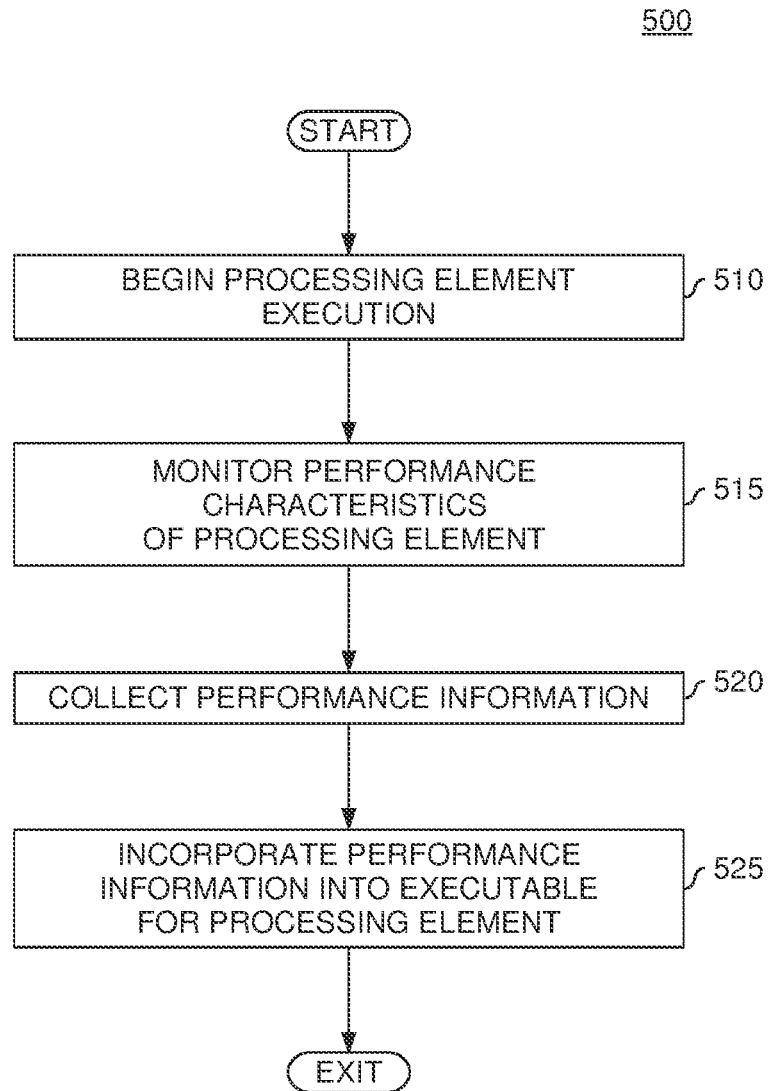 500
START
BEGIN PROCESSING ELEMENT
EXECUTION
510
MONITOR PERFORMANCE
CHARACTERISTICS
OF PROCESSING ELEMENT
515
COLLECT PERFORMANCE INFORMATION
520
INCORPORATE PERFORMANCE
INFORMATION INTO EXECUTABLE
FOR PROCESSING ELEMENT
525
EXIT